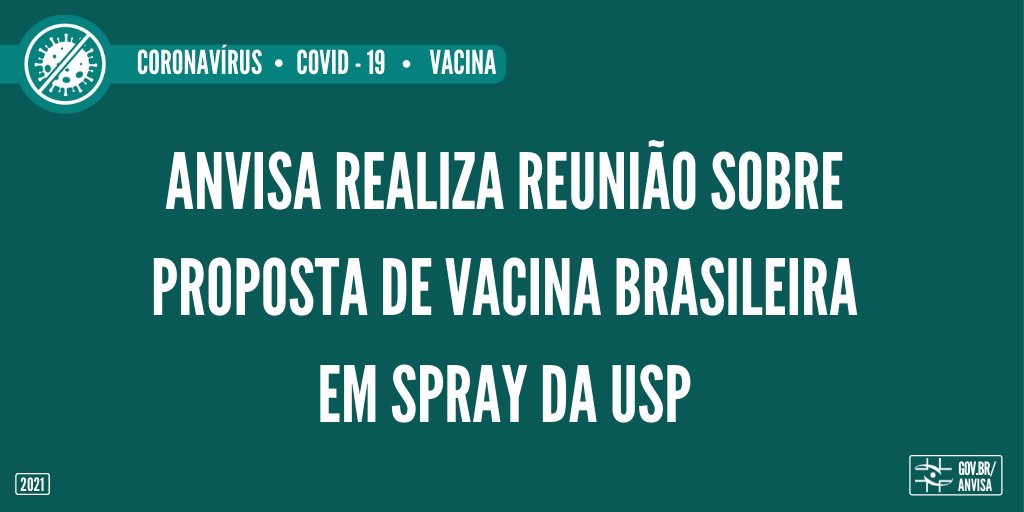 CORONAVÍRUS • COVID - 19 • VACINA
ANVISA REALIZA REUNIÃO SOBRE
PROPOSTA DE VACINA BRASILEIRA
EM SPRAY DA USP
2021
GOV.BR/
ANVISA